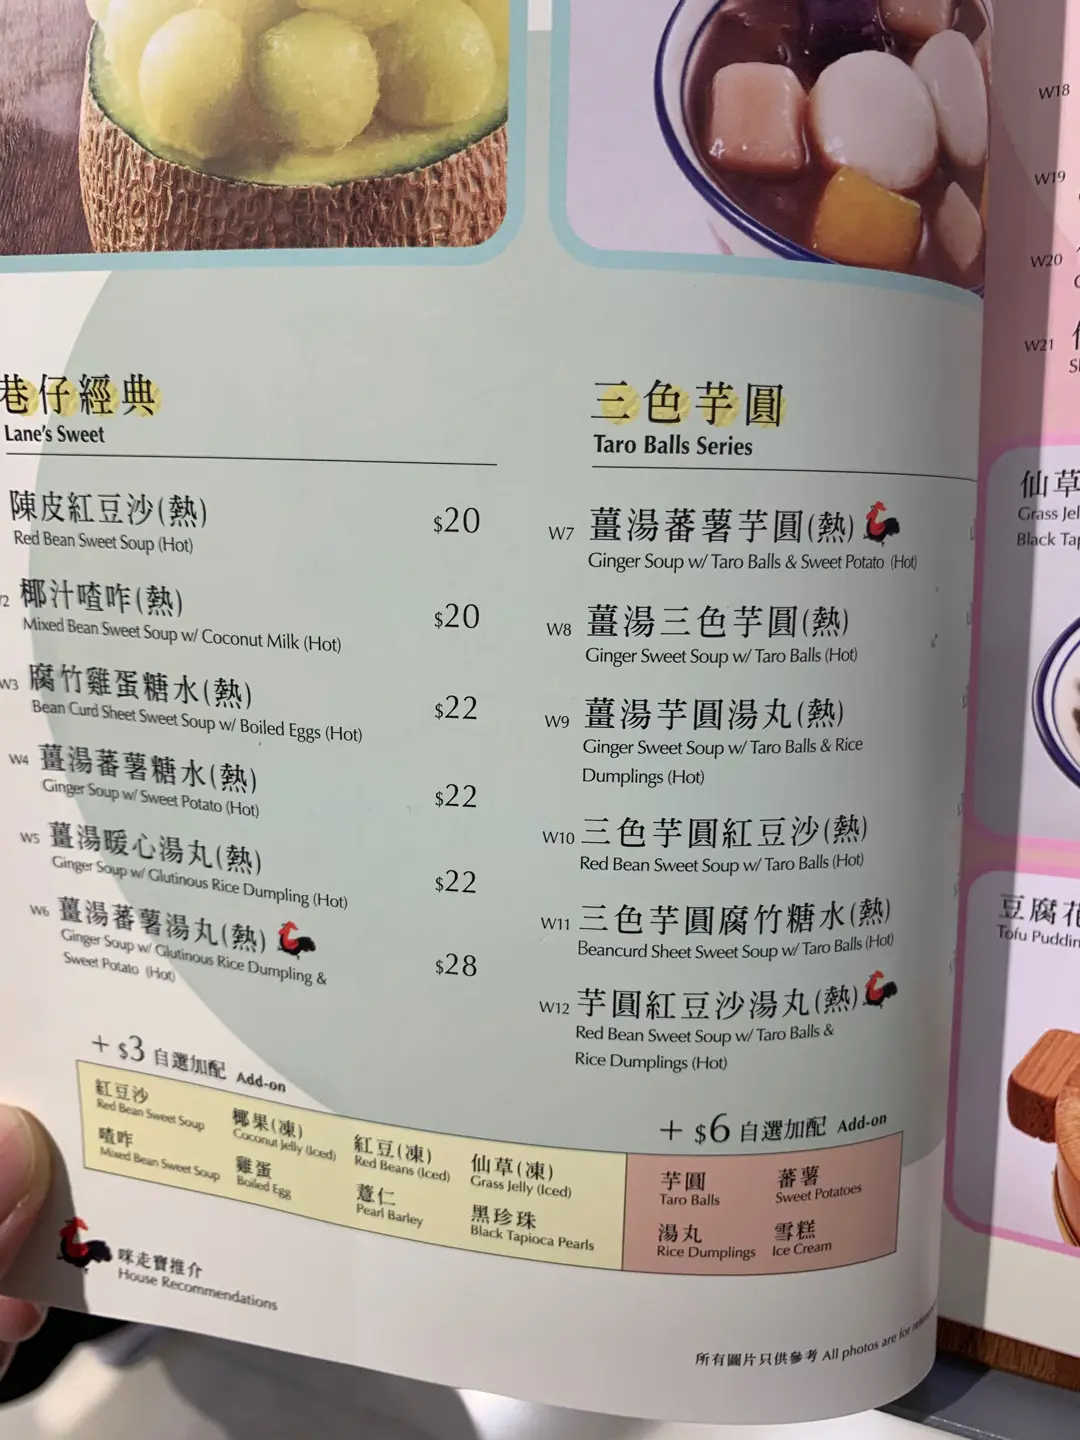 巷仔經典
Lane's Sweet
陳皮紅豆沙(熱)
Red Bean Sweet Soup (Hot)
$20
椰汁喳咋(熱)
Mixed Bean Sweet Soup w/ Coconut Milk (Hot)
$20
W3 腐竹雞蛋糖水(熱)
Bean Curd Sheet Sweet Soup w/ Boiled Eggs (Hot)
$22
W4 薑湯蕃薯糖水(熱)
Ginger Soup w/ Sweet Potato (Hot)
$22
W5 薑湯暖心湯丸(熱)
Ginger Soup w/ Glutinous Rice Dumpling (Hot)
$22
W6 薑湯蕃薯湯丸(熱)
Ginger Soup w/ Glutinous Rice Dumpling &
Sweet Potato (Hot)
$28
三色芋圓
Taro Balls Series
W7 薑湯蕃薯芋圓(熱)
Ginger Soup w/ Taro Balls & Sweet Potato (Hot)
W8 薑湯三色芋圓(熱)
Ginger Sweet Soup w/ Taro Balls (Hot)
W9 薑湯芋圓湯丸(熱)
Ginger Sweet Soup w/ Taro Balls & Rice
Dumplings (Hot)
W10 三色芋圓紅豆沙(熱)
Red Bean Sweet Soup w/ Taro Balls (Hot)
W11 三色芋圓腐竹糖水(熱)
Beancurd Sheet Sweet Soup w/ Taro Balls (Hot)
W12 芋圓紅豆沙湯丸(熱)
Red Bean Sweet Soup w/ Taro Balls &
Rice Dumplings (Hot)
+ $3 自選加配 Add-on
紅豆沙
Red Bean Sweet Soup
椰果(凍)
Coconut Jelly (Iced)
紅豆(凍)
Red Beans (Iced)
仙草(凍)
Grass Jelly (Iced)
喳咋
Mixed Bean Sweet Soup
雞蛋
Boiled Egg
薏仁
Pearl Barley
黑珍珠
Black Tapioca Pearls
+ $6 自選加配 Add-on
芋圓
Taro Balls
蕃薯
Sweet Potatoes
湯丸
Rice Dumplings
雪糕
Ice Cream
咪走寶推介
House Recommendations
所有圖片只供參考 All photos are for
W18
W19
W20
W21
仙草
Grass
Black
豆腐花
Tofu